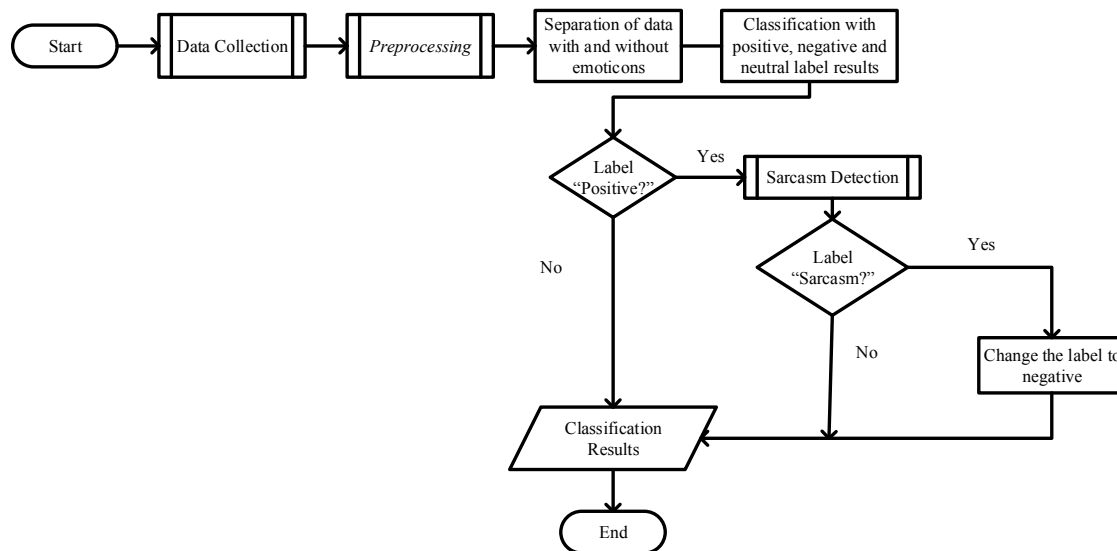 Start
Data Collection
Preprocessing
Separation of data
with and without
emoticons
Classification with
positive, negative and
neutral label results
Label
“Positive?”
Yes
Sarcasm Detection
No
Label
“Sarcasm?”
Yes
No
Change the label to
negative
Classification
Results
End